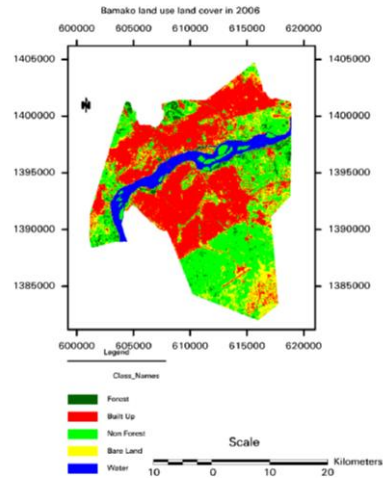 Bamako land use land cover in 2006
600000 605000 610000 615000 620000
1405000 1405000
N
1400000 1400000
1395000 1395000
1390000 1390000
1385000 1385000
600000 605000 610000 615000 620000
Legend
Class_Names
Forest
Built Up
Non Forest
Bare Land
Water
Scale
Kilometers
10 0 10 20